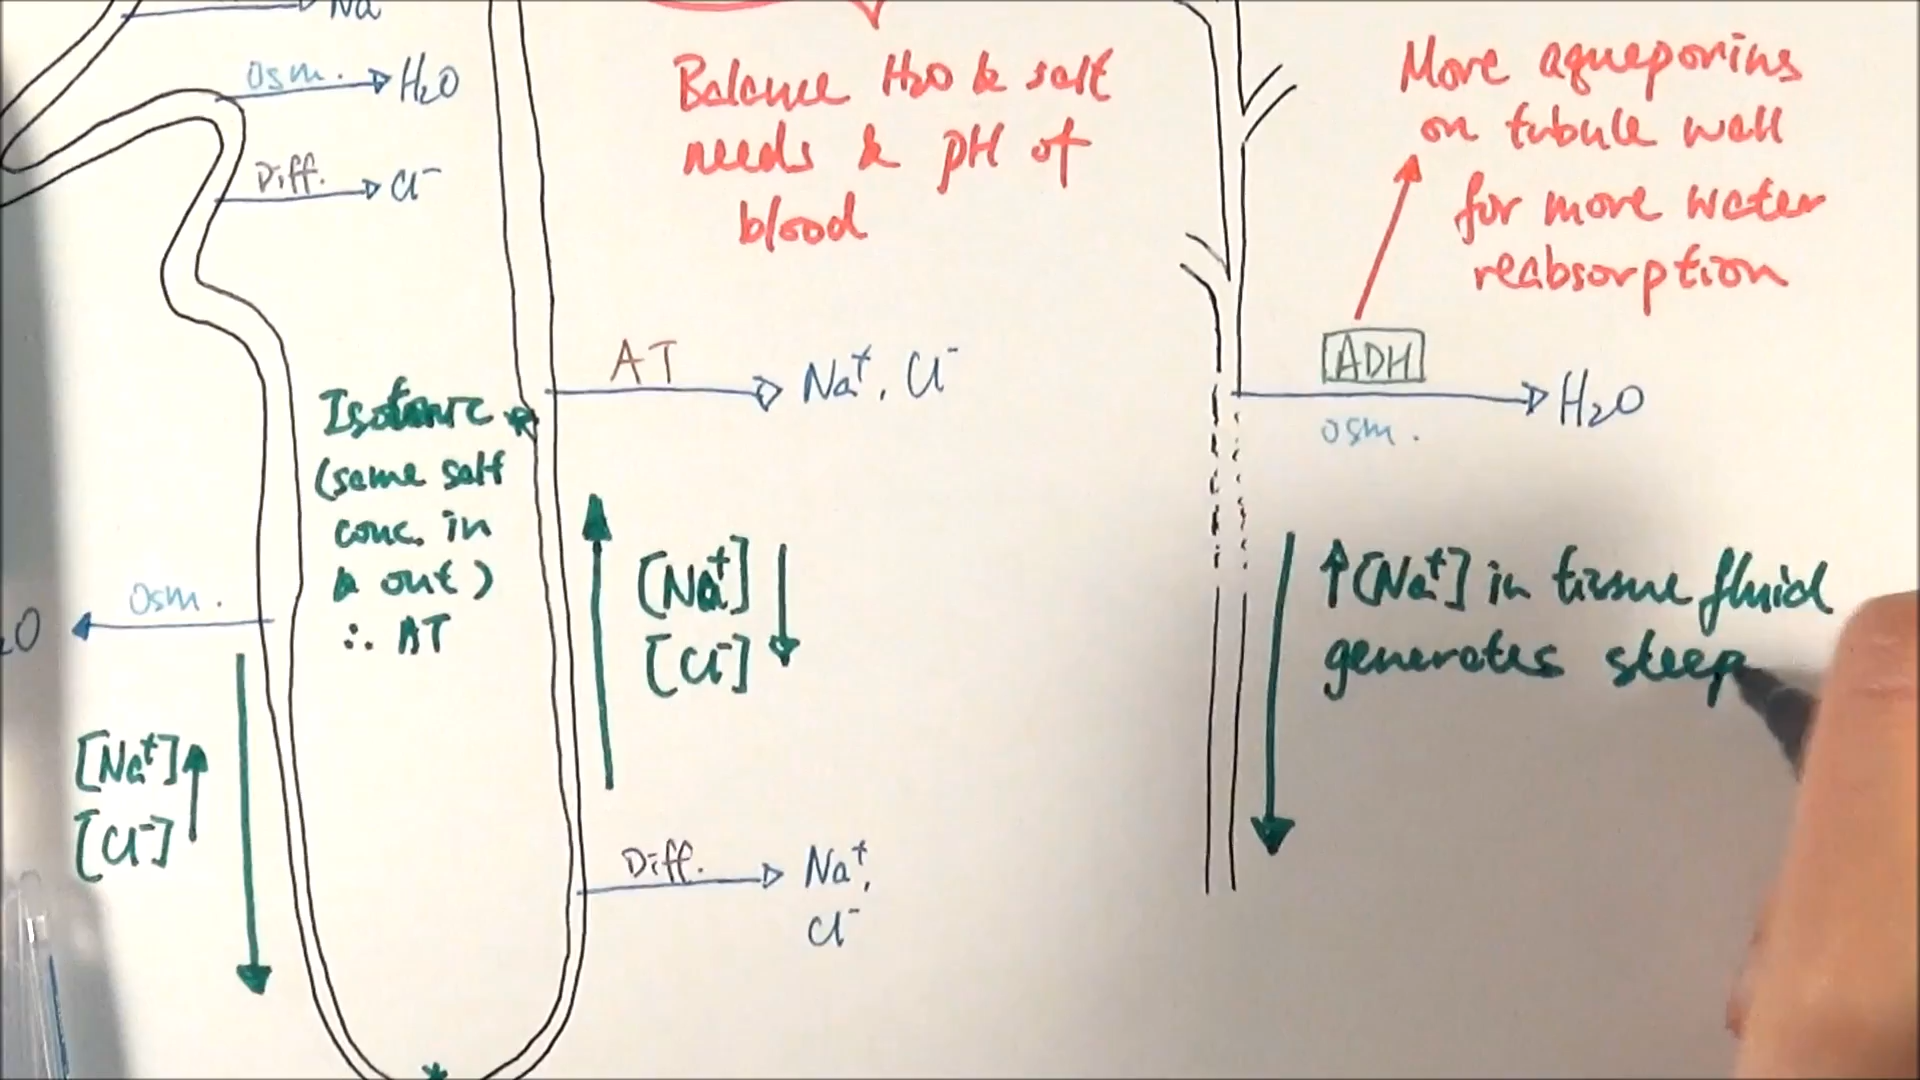 Na
Osm. H₂O
Diff. Cl⁻
Balance H₂O & salt
needs & pH of
blood
More aqueporins
on tubule wall
for more water
reabsorption
AT Na⁺, Cl⁻
ADH
osm. H₂O
Isotonic *
(same salt
conc. in
& out)
∴ AT
Osm.
[Na⁺]
[Cl⁻]
↑[Na⁺] in tissue fluid
generates steep
[Na⁺]
[Cl⁻]
Diff. Na⁺,
Cl⁻
*